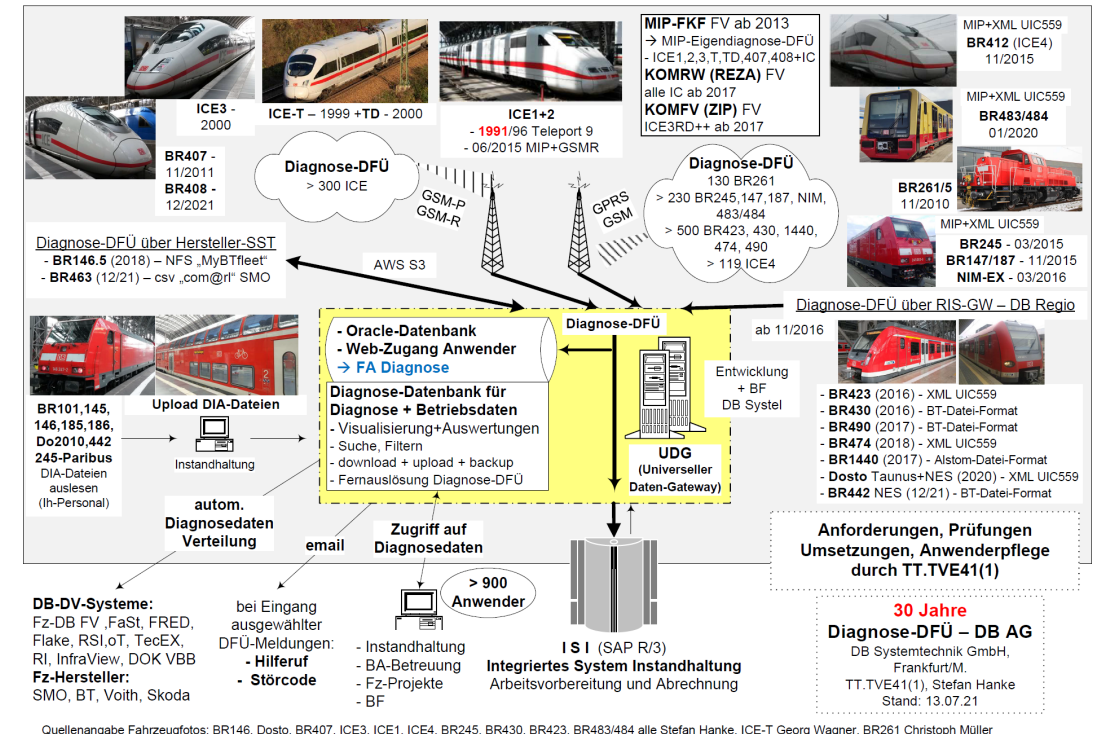 ICE3 -
2000
BR407 -
11/2011
BR408 -
12/2021
ICE-T – 1999 +TD - 2000
ICE1+2
- 1991/96 Teleport 9
- 06/2015 MIP+GSMR
MIP-FKF FV ab 2013
→ MIP-Eigendiagnose-DFÜ
- ICE1,2,3,T,TD,407,408+IC
KOMRW (REZA) FV
alle IC ab 2017
KOMFV (ZIP) FV
ICE3RD++ ab 2017
MIP+XML UIC559
BR412 (ICE4)
11/2015
MIP+XML UIC559
BR483/484
01/2020
BR261/5
11/2010
MIP+XML UIC559
BR245 - 03/2015
BR147/187 - 11/2015
NIM-EX - 03/2016
Diagnose-DFÜ
> 300 ICE
GSM-P
GSM-R
GPRS
GSM
Diagnose-DFÜ
130 BR261
> 230 BR245,147,187, NIM,
483/484
> 500 BR423, 430, 1440,
474, 490
> 119 ICE4
Diagnose-DFÜ über Hersteller-SST
- BR146.5 (2018) – NFS „MyBTfleet“
- BR463 (12/21) – csv „com@rl“ SMO
AWS S3
Diagnose-DFÜ über RIS-GW – DB Regio
ab 11/2016
- BR423 (2016) - XML UIC559
- BR430 (2016) - BT-Datei-Format
- BR490 (2017) - BT-Datei-Format
- BR474 (2018) - XML UIC559
- BR1440 (2017) - Alstom-Datei-Format
- Dosto Taunus+NES (2020) - XML UIC559
- BR442 NES (12/21) - BT-Datei-Format
BR101,145,
146,185,186,
Do2010,442
245-Paribus
DIA-Dateien
auslesen
(Ih-Personal)
Upload DIA-Dateien
Instandhaltung
- Oracle-Datenbank
- Web-Zugang Anwender
→ FA Diagnose
Diagnose-Datenbank für
Diagnose + Betriebsdaten
- Visualisierung+Auswertungen
- Suche, Filtern
- download + upload + backup
- Fernauslösung Diagnose-DFÜ
Diagnose-DFÜ
UDG
(Universeller
Daten-Gateway)
Entwicklung
+ BF
DB Systel
autom.
Diagnosedaten
Verteilung
email
Zugriff auf
Diagnosedaten
> 900
Anwender
DB-DV-Systeme:
Fz-DB FV ,FaSt, FRED,
Flake, RSI,oT, TecEX,
RI, InfraView, DOK VBB
Fz-Hersteller:
SMO, BT, Voith, Skoda
bei Eingang
ausgewählter
DFÜ-Meldungen:
- Hilferuf
- Störcode
- Instandhaltung
- BA-Betreuung
- Fz-Projekte
- BF
I S I (SAP R/3)
Integriertes System Instandhaltung
Arbeitsvorbereitung und Abrechnung
Anforderungen, Prüfungen
Umsetzungen, Anwenderpflege
durch TT.TVE41(1)
30 Jahre
Diagnose-DFÜ – DB AG
DB Systemtechnik GmbH,
Frankfurt/M.
TT.TVE41(1), Stefan Hanke
Stand: 13.07.21
Quellenangabe Fahrzeugfotos: BR146, Dosto, BR407, ICE3, ICE1, ICE4, BR245, BR430, BR423, BR483/484 alle Stefan Hanke, ICE-T Georg Wagner, BR261 Christoph Müller